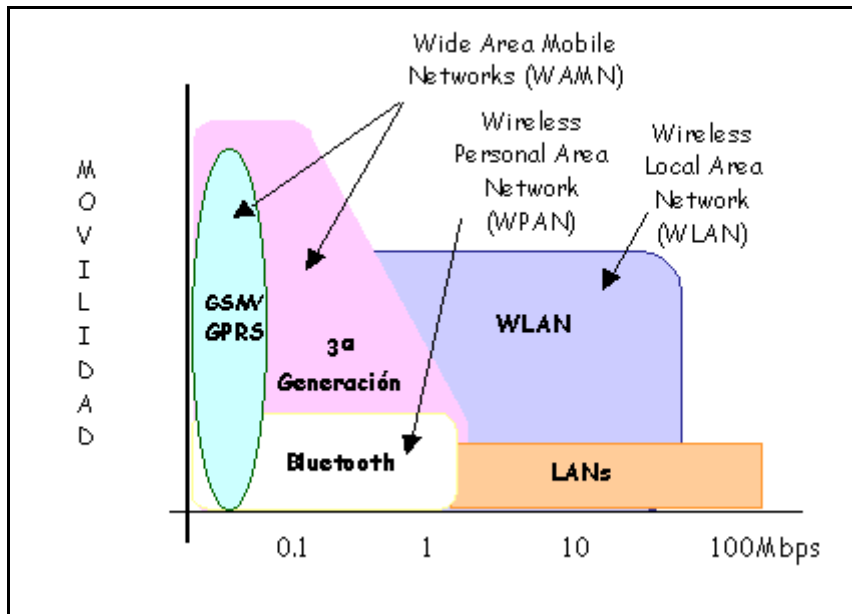 Wide Area Mobile
Networks (WAMN)
Wireless
Personal Area
Network
(WPAN)
Wireless
Local Area
Network
(WLAN)
M
O
V
I
L
I
D
A
D
GSM/
GPRS
3ª
Generación
WLAN
Bluetooth
LANs
0.1 1 10 100Mbps